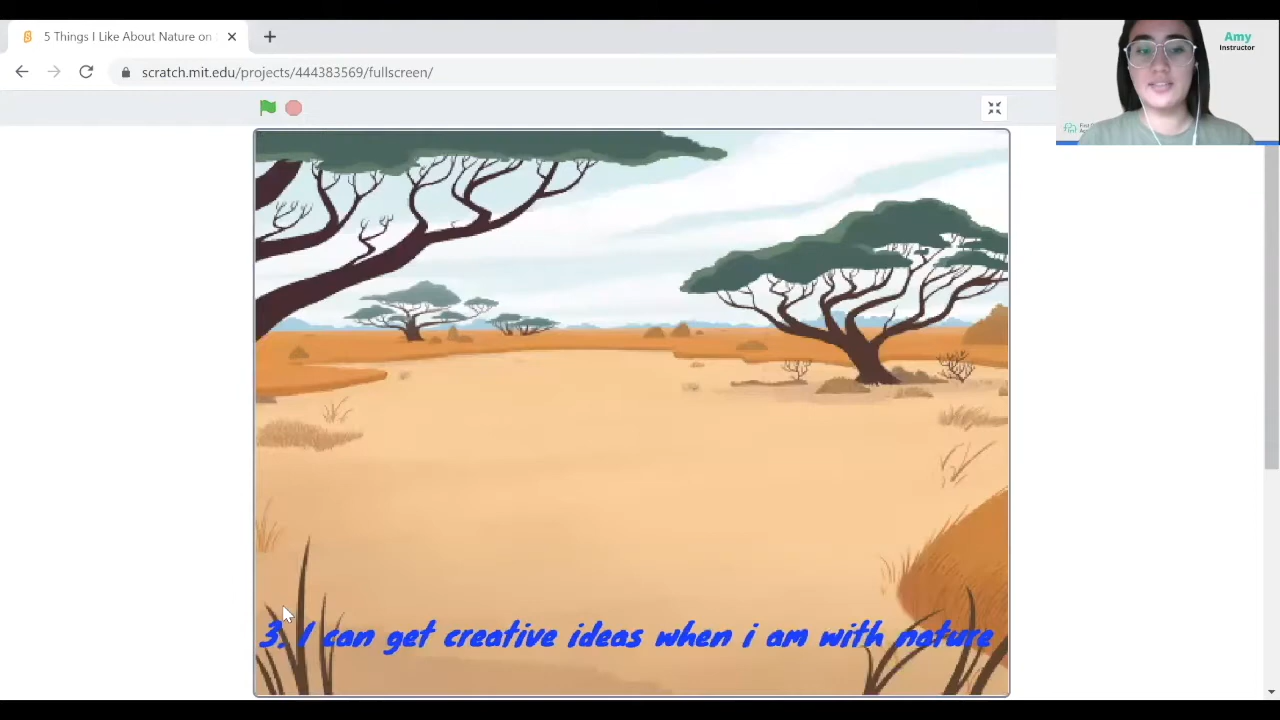 5 Things I Like About Nature on
scratch.mit.edu/projects/444383569/fullscreen/
Amy
Instructor
3. I can get creative ideas when i am with nature